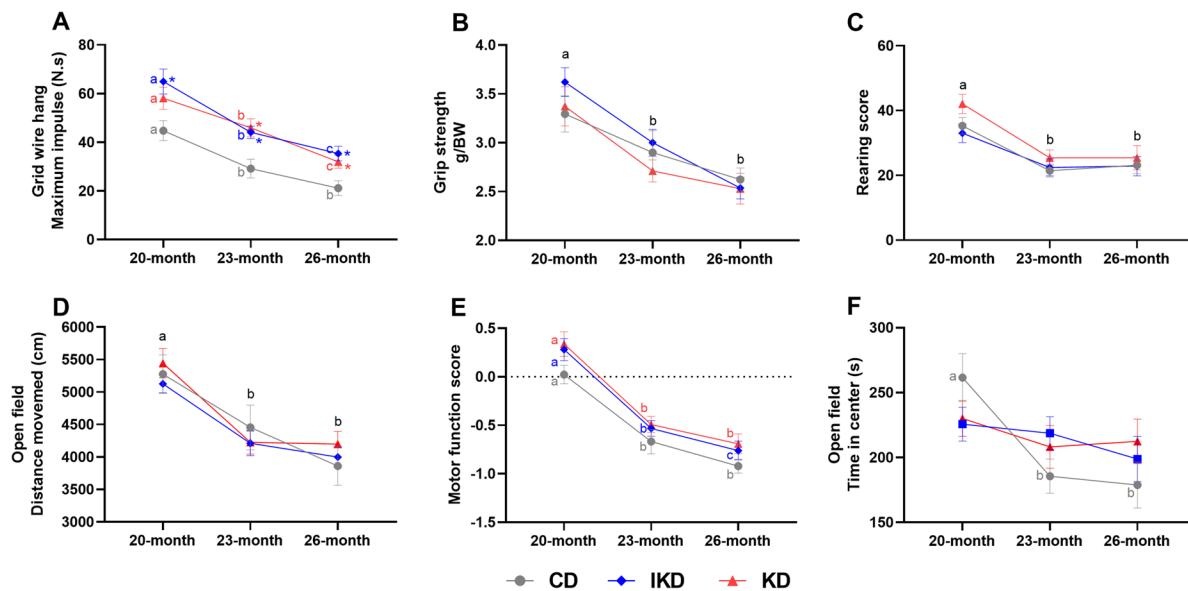 A
Grid wire hang
Maximum impulse (N.s)
80
60
40
20
0
a
*
a
a
b
*
b
*
b
c
*
c
*
b
20-month
23-month
26-month
B
Grip strength
g/BW
4.0
3.5
3.0
2.5
2.0
a
b
b
20-month
23-month
26-month
C
Rearing score
60
40
20
0
a
b
b
20-month
23-month
26-month
D
Open field
Distance movemed (cm)
6000
5500
5000
4500
4000
3500
3000
a
b
b
20-month
23-month
26-month
E
Motor function score
0.5
0.0
-0.5
-1.0
-1.5
a
a
a
b
b
b
b
c
b
20-month
23-month
26-month
F
Open field
Time in center (s)
300
250
200
150
a
b
b
20-month
23-month
26-month
CD
IKD
KD